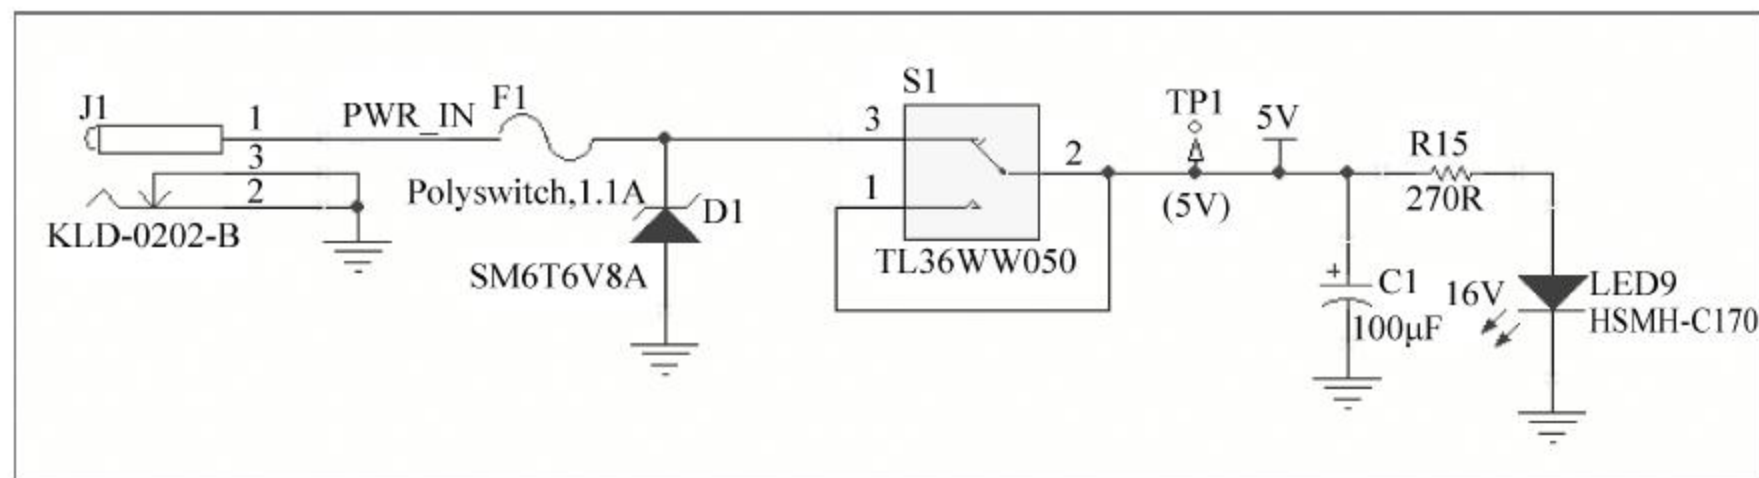 J1
1
PWR_IN
F1
3
2
KLD-0202-B
Polyswitch,1.1A
D1
SM6T6V8A
S1
3
1
2
TL36WW050
TP1
(5V)
5V
R15
270R
+
C1
100μF
16V
LED9
HSMH-C170